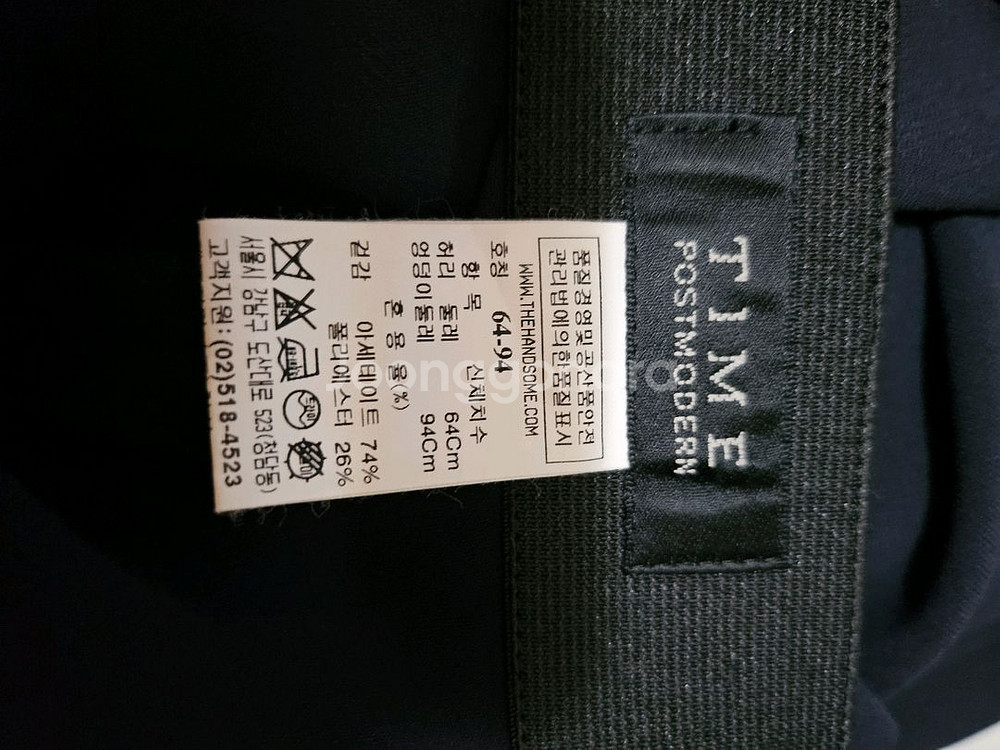 TIME
POSTMODERN
품질경영및공산품안전
관리법에의한품질표시
WWW.THEHANDSOME.COM
호칭 64-94
항 목 신체치수
허리 둘레 64Cm
엉덩이둘레 94Cm
혼 용 율(%)
겉감 아세테이트 74%
폴리에스터 26%
드라이
서울시 강남구 도산대로 523(청담동)
고객지원:(02)518-4523